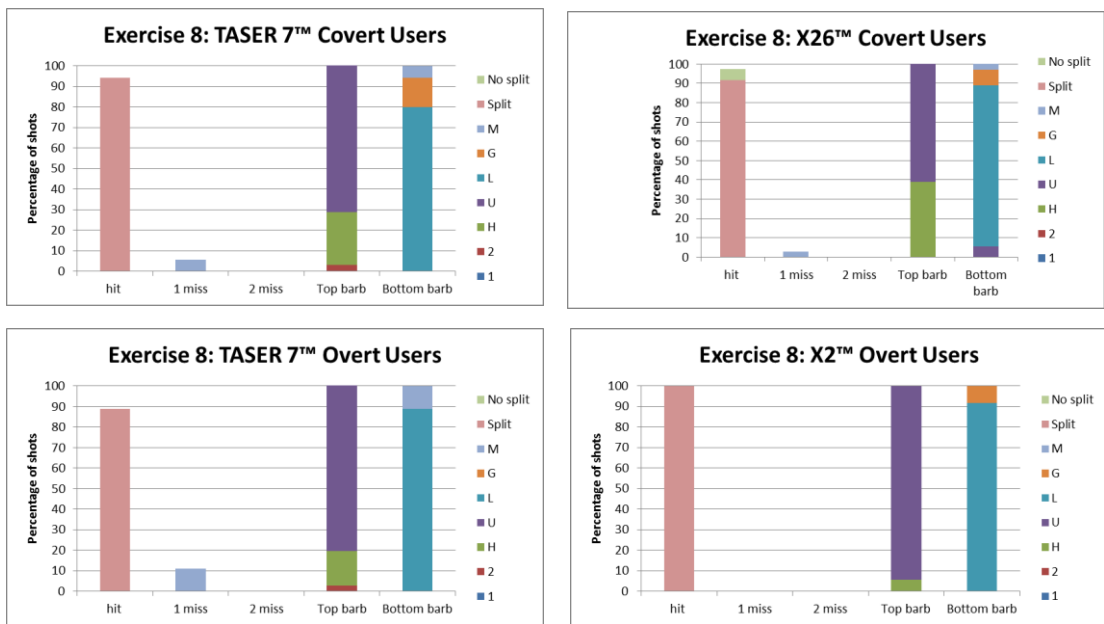 Exercise 8: TASER 7™ Covert Users
Percentage of shots
100
90
80
70
60
50
40
30
20
10
0
hit
1 miss
2 miss
Top barb
Bottom barb
No split
Split
M
G
L
U
H
2
1
Exercise 8: X26™ Covert Users
Percentage of shots
100
90
80
70
60
50
40
30
20
10
0
hit
1 miss
2 miss
Top barb
Bottom
barb
No split
Split
M
G
L
U
H
2
1
Exercise 8: TASER 7™ Overt Users
Percentage of shots
100
90
80
70
60
50
40
30
20
10
0
hit
1 miss
2 miss
Top barb
Bottom barb
No split
Split
M
G
L
U
H
2
1
Exercise 8: X2™ Overt Users
Percentage of shots
100
90
80
70
60
50
40
30
20
10
0
hit
1 miss
2 miss
Top barb
Bottom barb
No split
Split
M
G
L
U
H
2
1